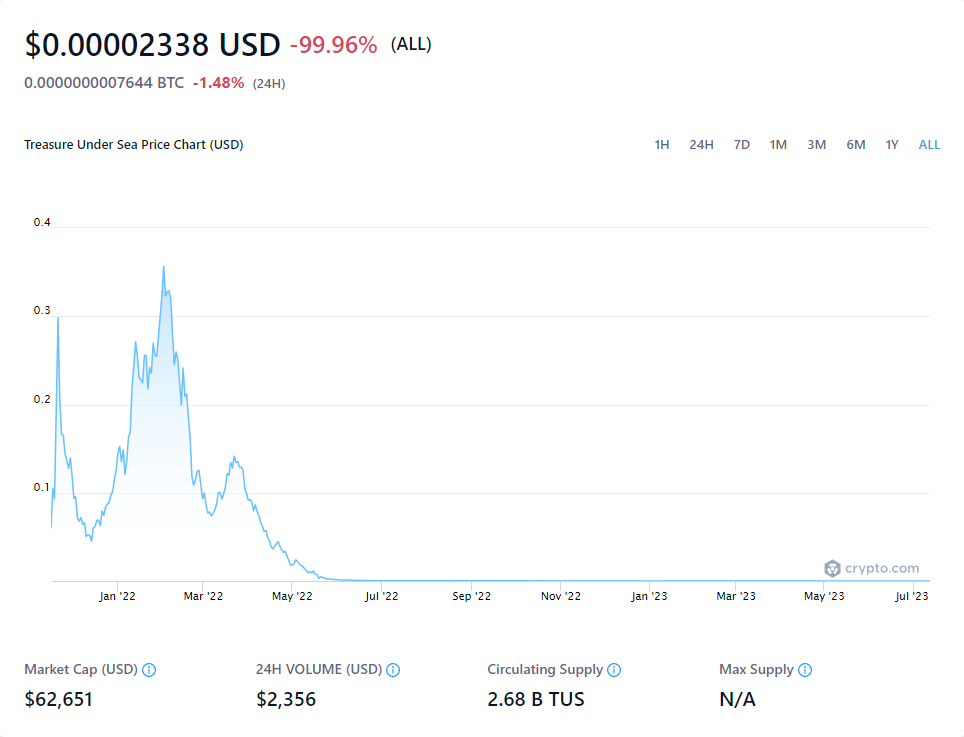 $0.00002338 USD -99.96% (ALL)
0.0000000007644 BTC -1.48% (24H)
Treasure Under Sea Price Chart (USD) 1H 24H 7D 1M 3M 6M 1Y ALL
0.4
0.3
0.2
0.1
crypto.com
Jan '22 Mar '22 May '22 Jul '22 Sep '22 Nov '22 Jan '23 Mar '23 May '23 Jul '23
Market Cap (USD) 24H VOLUME (USD) Circulating Supply Max Supply
$62,651 $2,356 2.68 B TUS N/A